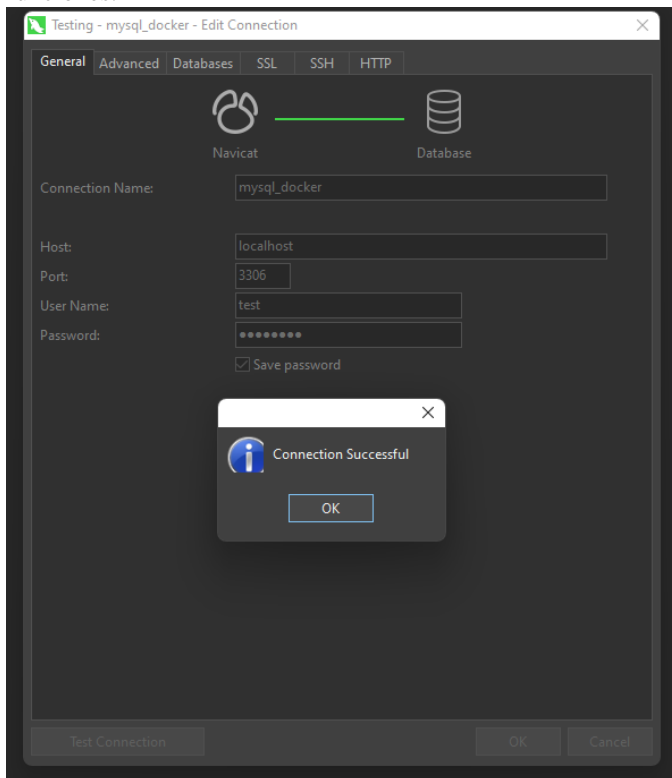 Testing - mysql_docker - Edit Connection
General Advanced Databases SSL SSH HTTP
Navicat Database
Connection Name: mysql_docker
Host: localhost
Port: 3306
User Name: test
Password: ●●●●●●●●
Save password
Connection Successful
OK
Test Connection OK Cancel